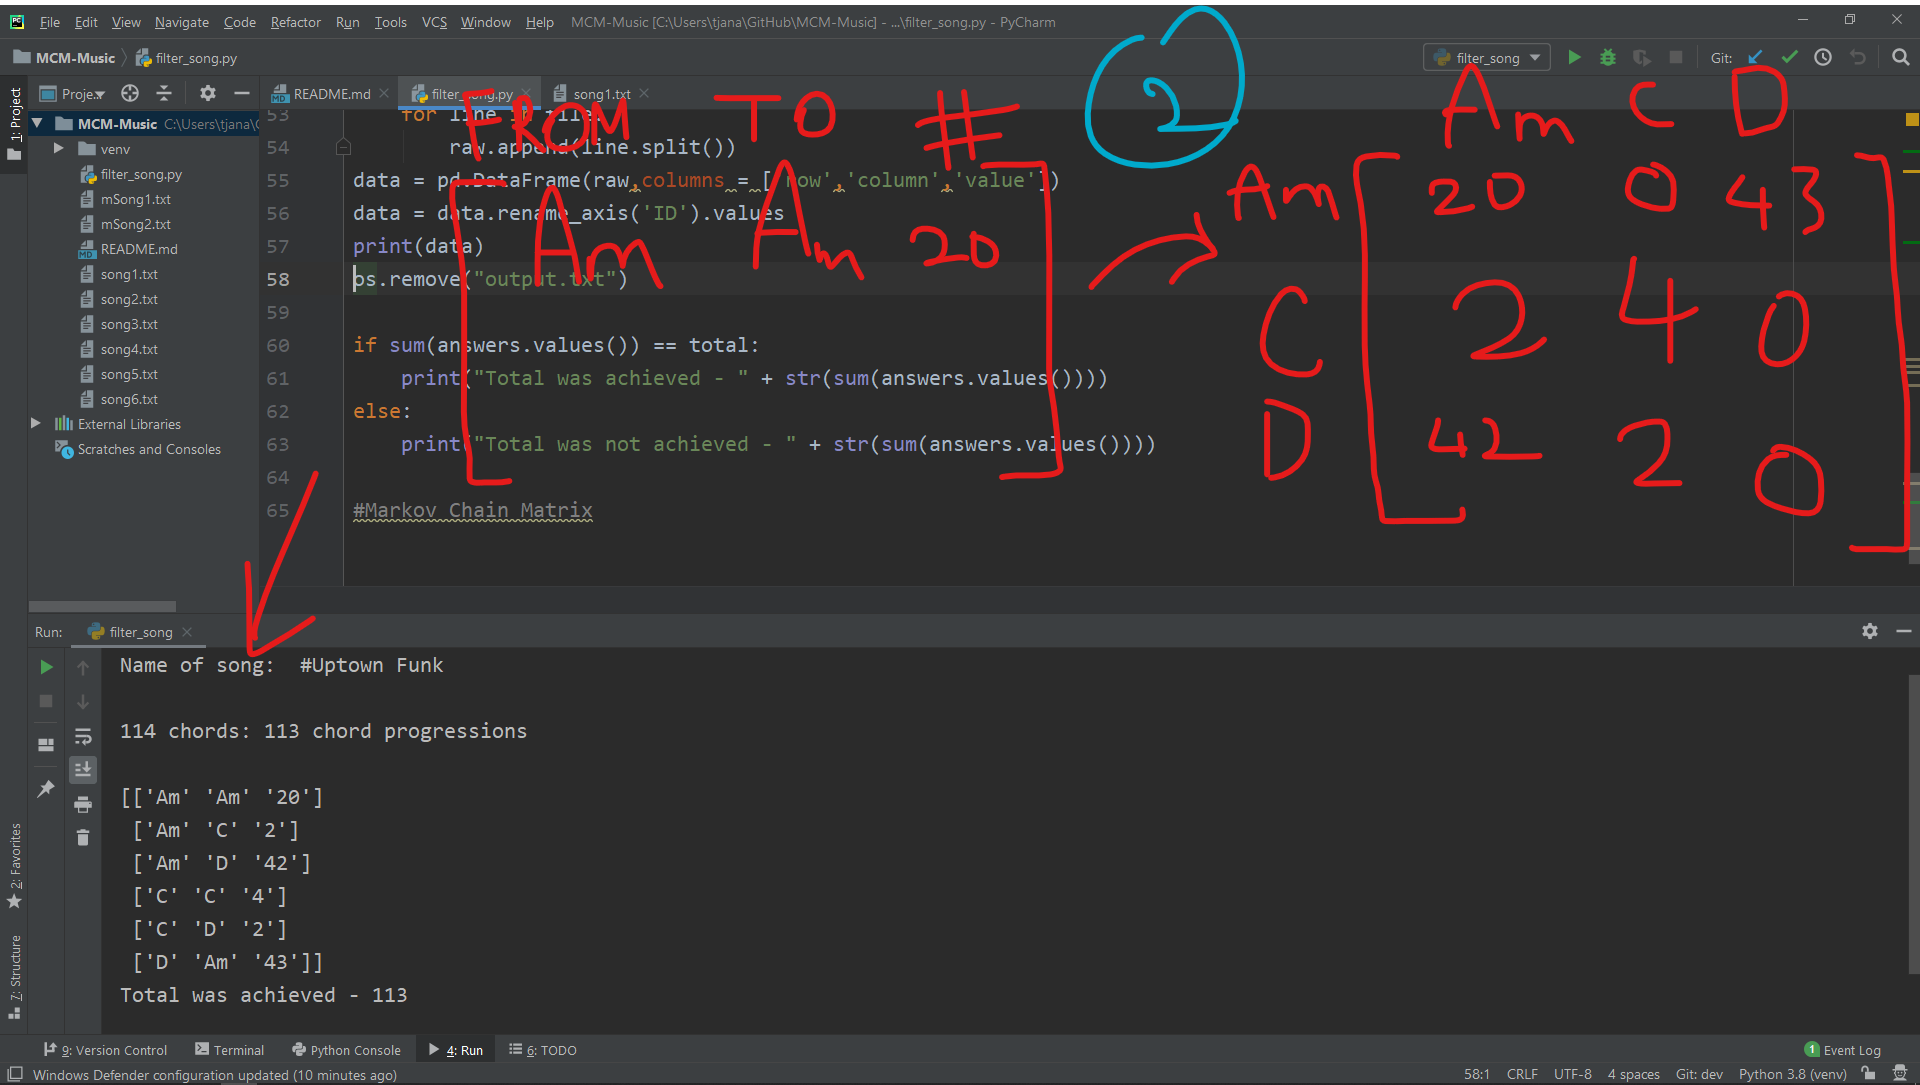 File Edit View Navigate Code Refactor Run Tools VCS Window Help MCM-Music [C:\Users\tjana\GitHub\MCM-Music] - ...\filter_song.py - PyCharm
MCM-Music filter_song.py
filter_song Git:
1: Project
Proje...
README.md filter_song.py song1.txt
MCM-Music C:\Users\tjana\G
venv
filter_song.py
mSong1.txt
mSong2.txt
README.md
song1.txt
song2.txt
song3.txt
song4.txt
song5.txt
song6.txt
External Libraries
Scratches and Consoles
53 for line in file:
54 raw.append(line.split())
55 data = pd.DataFrame(raw,columns = ['row','column','value'])
56 data = data.rename_axis('ID').values
57 print(data)
58 os.remove("output.txt")
59
60 if sum(answers.values()) == total:
61 print("Total was achieved - " + str(sum(answers.values())))
62 else:
63 print("Total was not achieved - " + str(sum(answers.values())))
64
65 #Markov Chain Matrix
FROM TO #
Am Am 20
2
Am C D
Am 20 0 43
C 2 4 0
D 42 2 0
Run: filter_song
Name of song: #Uptown Funk
114 chords: 113 chord progressions
[['Am' 'Am' '20']
['Am' 'C' '2']
['Am' 'D' '42']
['C' 'C' '4']
['C' 'D' '2']
['D' 'Am' '43']]
Total was achieved - 113
2: Favorites
7: Structure
9: Version Control Terminal Python Console 4: Run 6: TODO 1 Event Log
Windows Defender configuration updated (10 minutes ago) 58:1 CRLF UTF-8 4 spaces Git: dev Python 3.8 (venv)